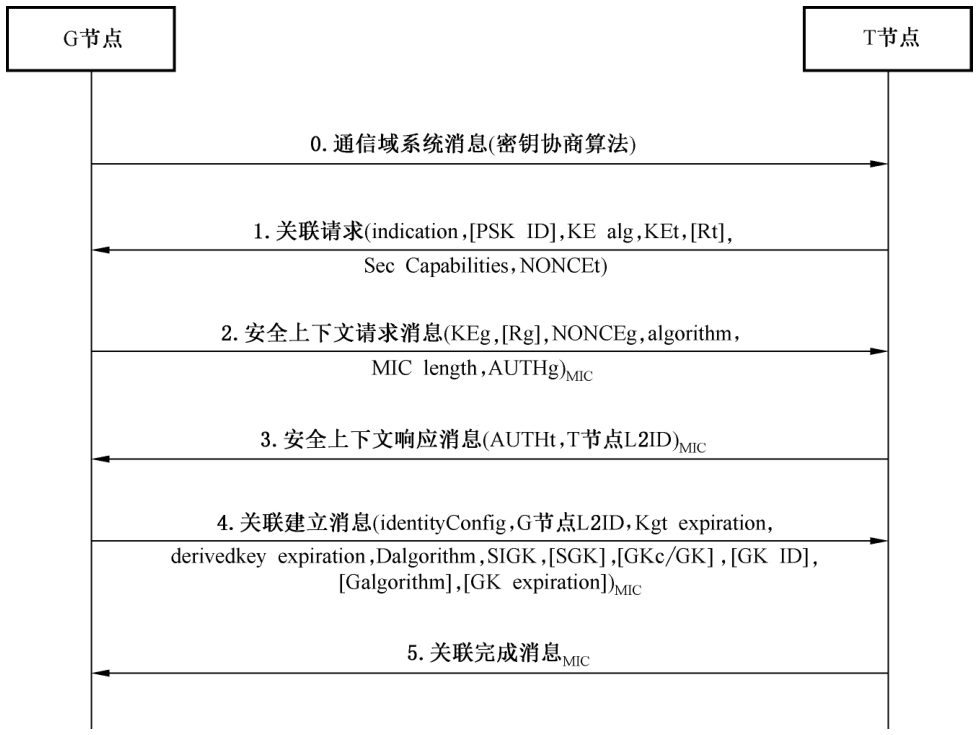 G节点
T节点
0.通信域系统消息(密钥协商算法)
1.关联请求(indication,[PSK ID],KE alg,KEt,[Rt],
Sec Capabilities,NONCEt)
2.安全上下文请求消息(KEg,[Rg],NONCEg,algorithm,
MIC length,AUTHg)MIC
3.安全上下文响应消息(AUTHt,T节点L2ID)MIC
4.关联建立消息(identityConfig,G节点L2ID,Kgt expiration,
derivedkey expiration,Dalgorithm,SIGK,[SGK],[GKc/GK],[GK ID],
[Galgorithm],[GK expiration])MIC
5.关联完成消息MIC